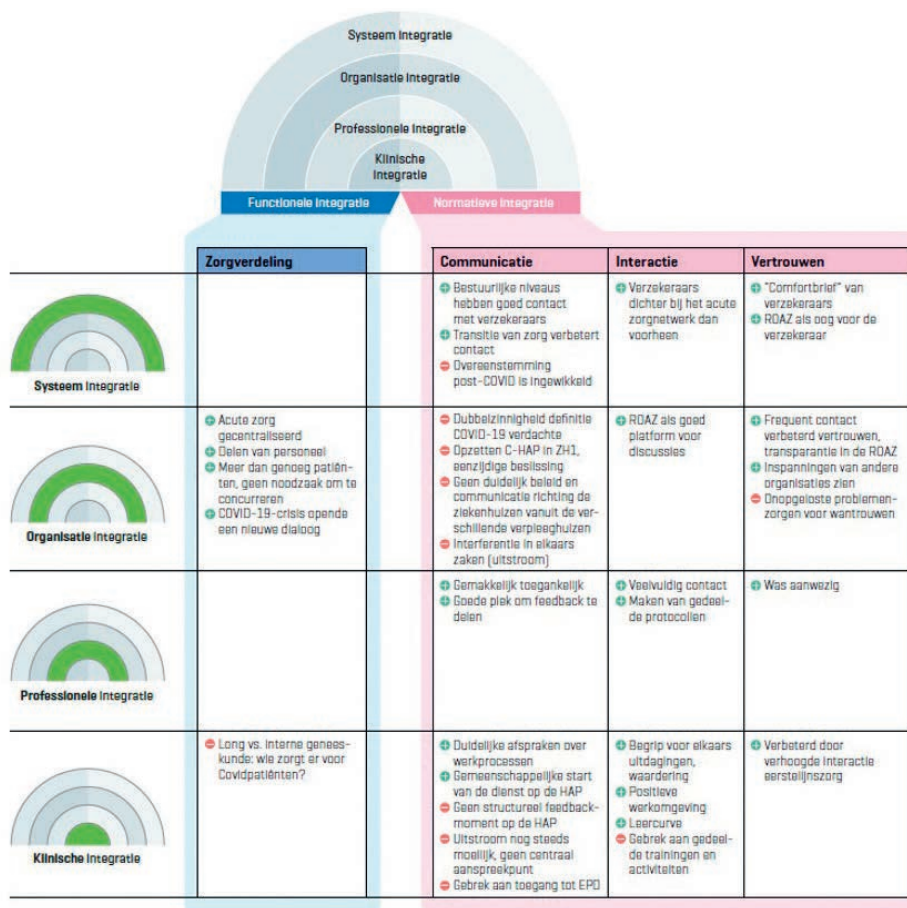 Systeem Integratie
Organisatie Integratie
Professionele Integratie
Klinische
Integratie
Functionele Integratie
Normatieve Integratie
Zorgverdeling
Communicatie
Interactie
Vertrouwen
Systeem Integratie
Bestuurlijke niveaus
hebben goed contact
met verzekeraars
Transitie van zorg verbetert
contact
Overeenstemming
post-COVID is ingewikkeld
Verzekeraars
dichter bij het acute
zorgnetwerk dan
voorheen
"Comfortbrief" van
verzekeraars
ROAZ als oog voor de
verzekeraar
Organisatie Integratie
Acute zorg
gecentraliseerd
Delen van personeel
Meer dan genoeg patiën-
ten, geen noodzaak om te
concurreren
COVID-19-crisis opende
een nieuwe dialoog
Dubbelzinnigheid definitie
COVID-19 verdachte
Opzetten C-HAP in ZH1,
eenzijdige beslissing
Geen duidelijk beleid en
communicatie richting de
ziekenhuizen vanuit de ver-
schillende verpleeghuizen
Interferentie in elkaars
zaken (uitstroom)
ROAZ als goed
platform voor
discussies
Frequent contact
verbeterd vertrouwen,
transparantie in de ROAZ
Inspanningen van andere
organisaties zien
Onopgeloste problemen-
zorgen voor wantrouwen
Professionele Integratie
Gemakkelijk toegankelijk
Goede plek om feedback te
delen
Veelvuldig contact
Maken van gedeel-
de protocollen
Was aanwezig
Klinische Integratie
Long vs. Interne genees-
kunde: wie zorgt er voor
Covidpatiënten?
Duidelijke afspraken over
werkprocessen
Gemeenschappelijke start
van de dienst op de HAP
Geen structureel feedback-
moment op de HAP
Uitstroom nog steeds
moeilijk, geen centraal
aanspreekpunt
Gebrek aan toegang tot EPD
Begrip voor elkaars
uitdagingen,
waardering
Positieve
werkomgeving
Leercurve
Gebrek aan gedeel-
de trainingen en
activiteiten
Verbeterd door
verhoogde interactie
eerstelijnszorg